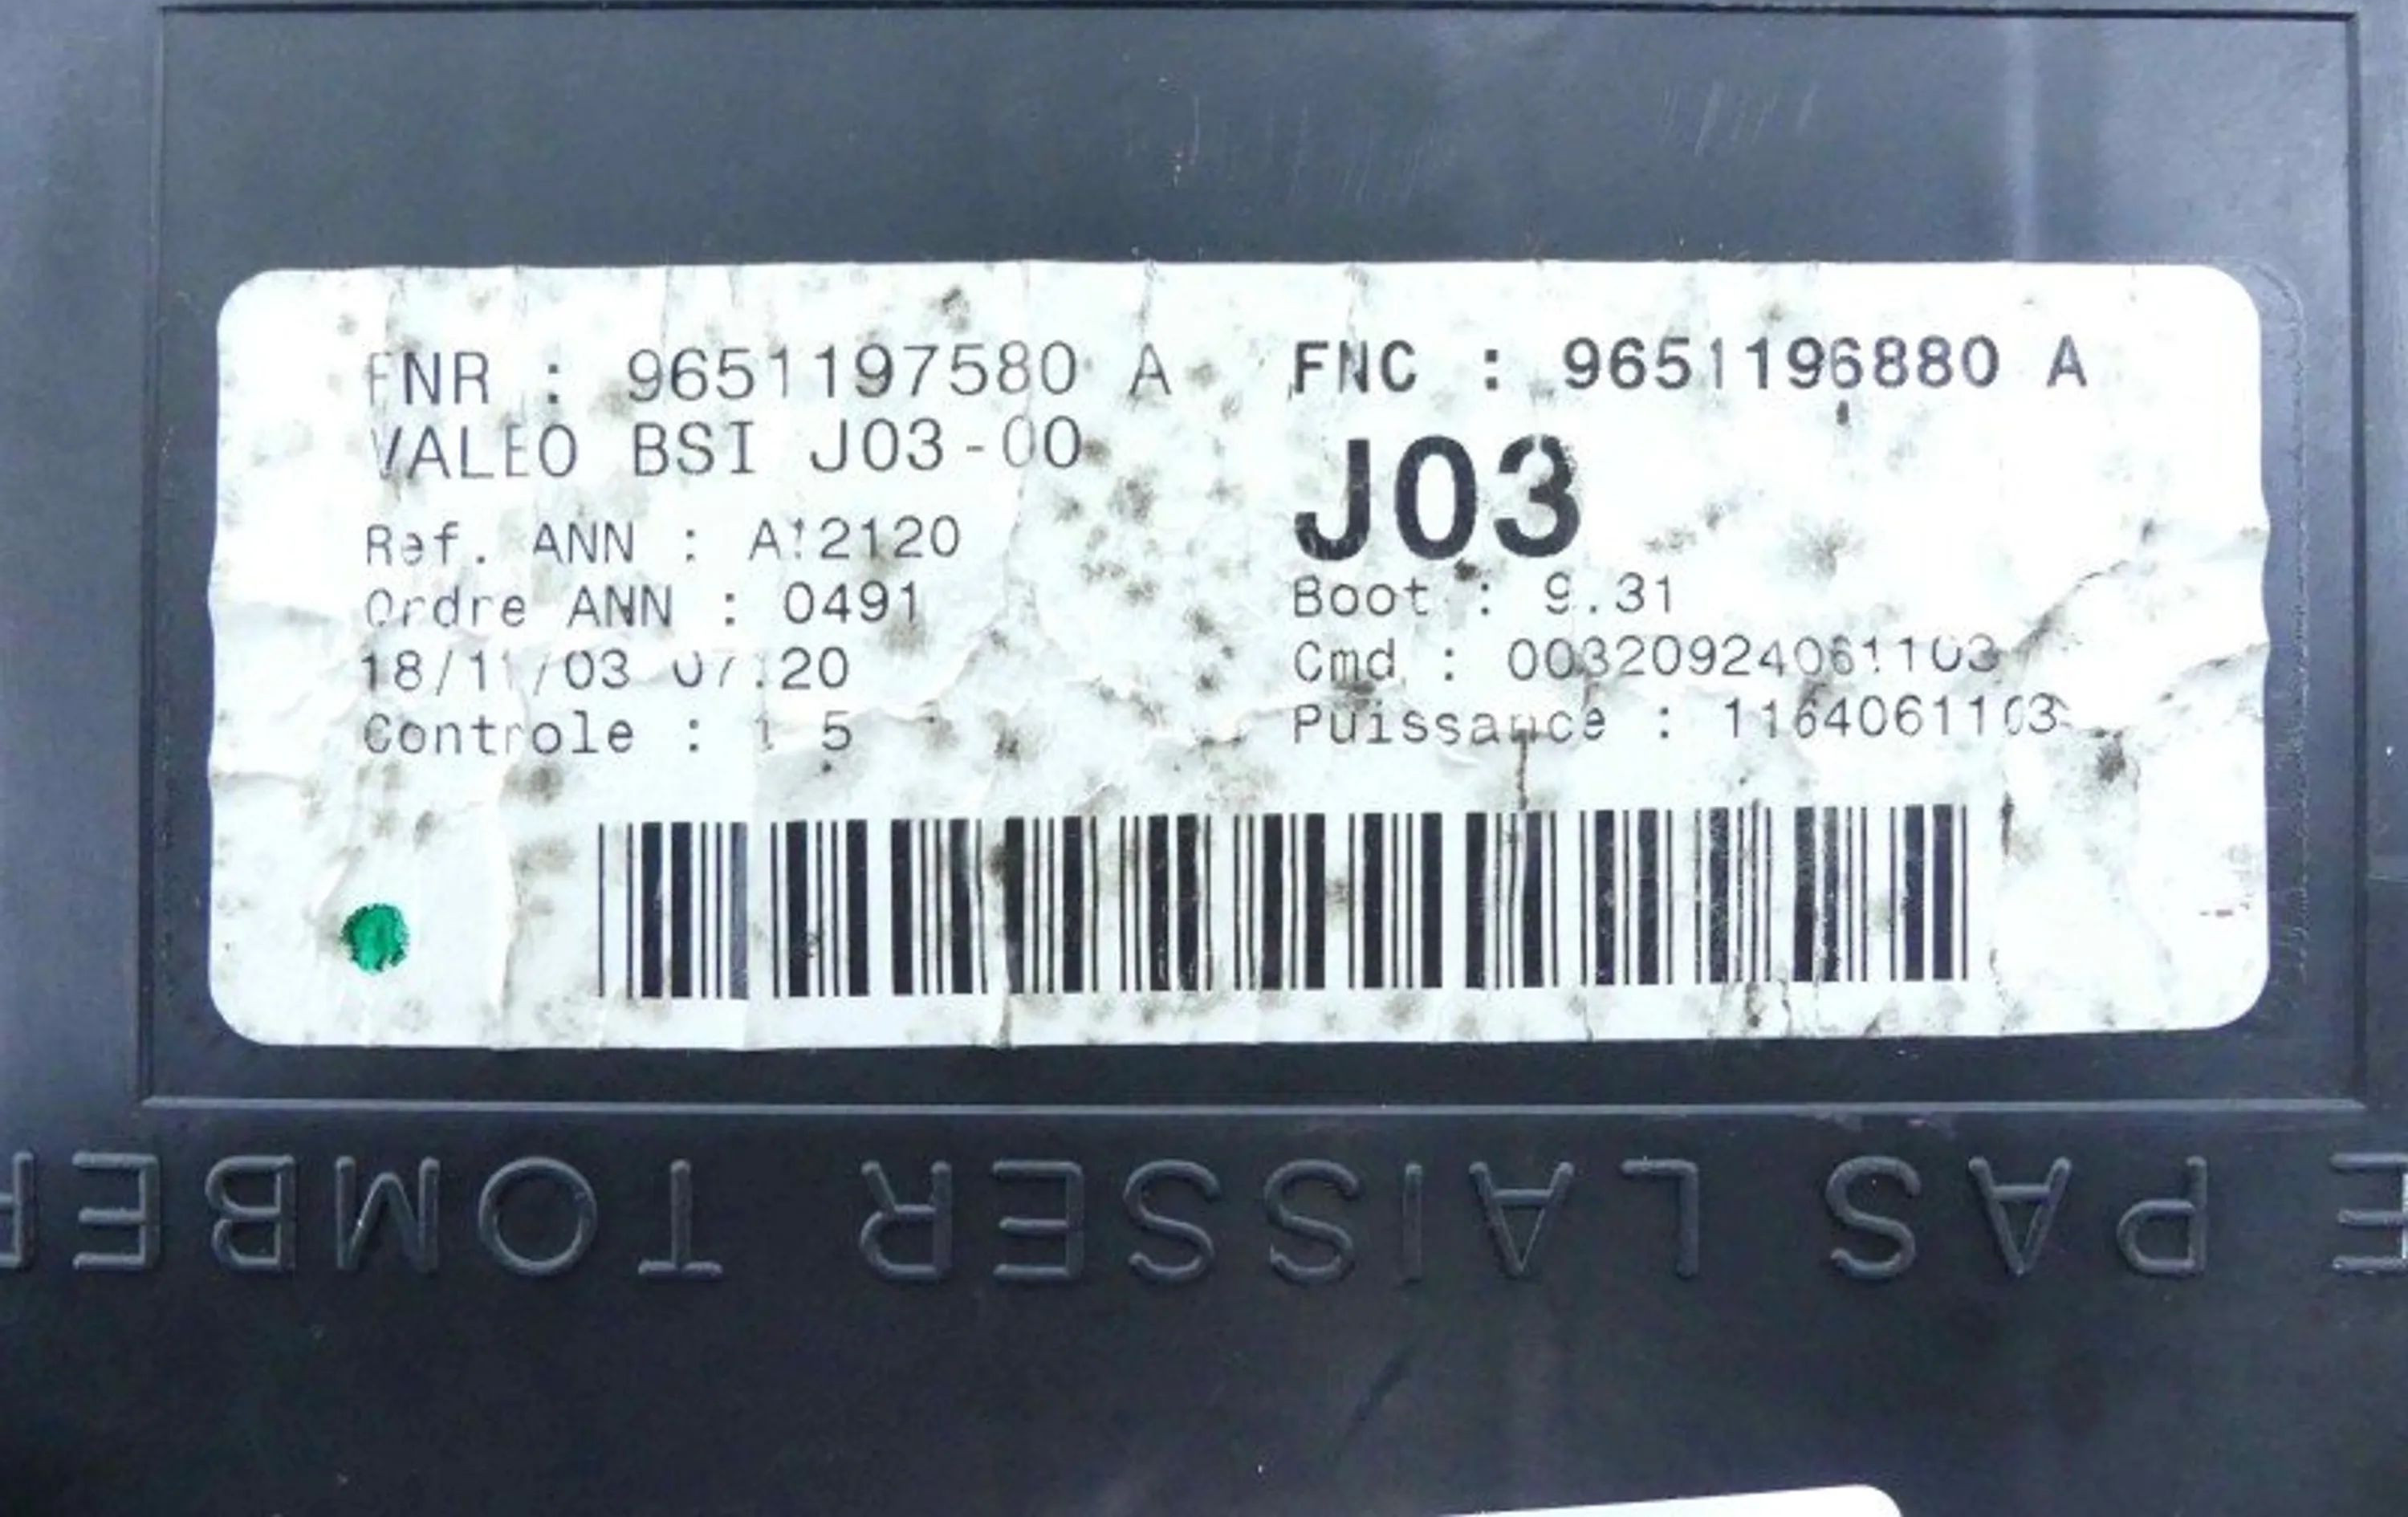 FNR : 9651197580 A
VALEO BSI J03-00
Ref. ANN : A12120
Ordre ANN : 0491
18/11/03 07:20
Controle : 1 5
FNC : 9651196880 A
J03
Boot : 9.31
Cmd : 00320924061103
Puissance : 1164061103
E PAS LAISSER TOMBER